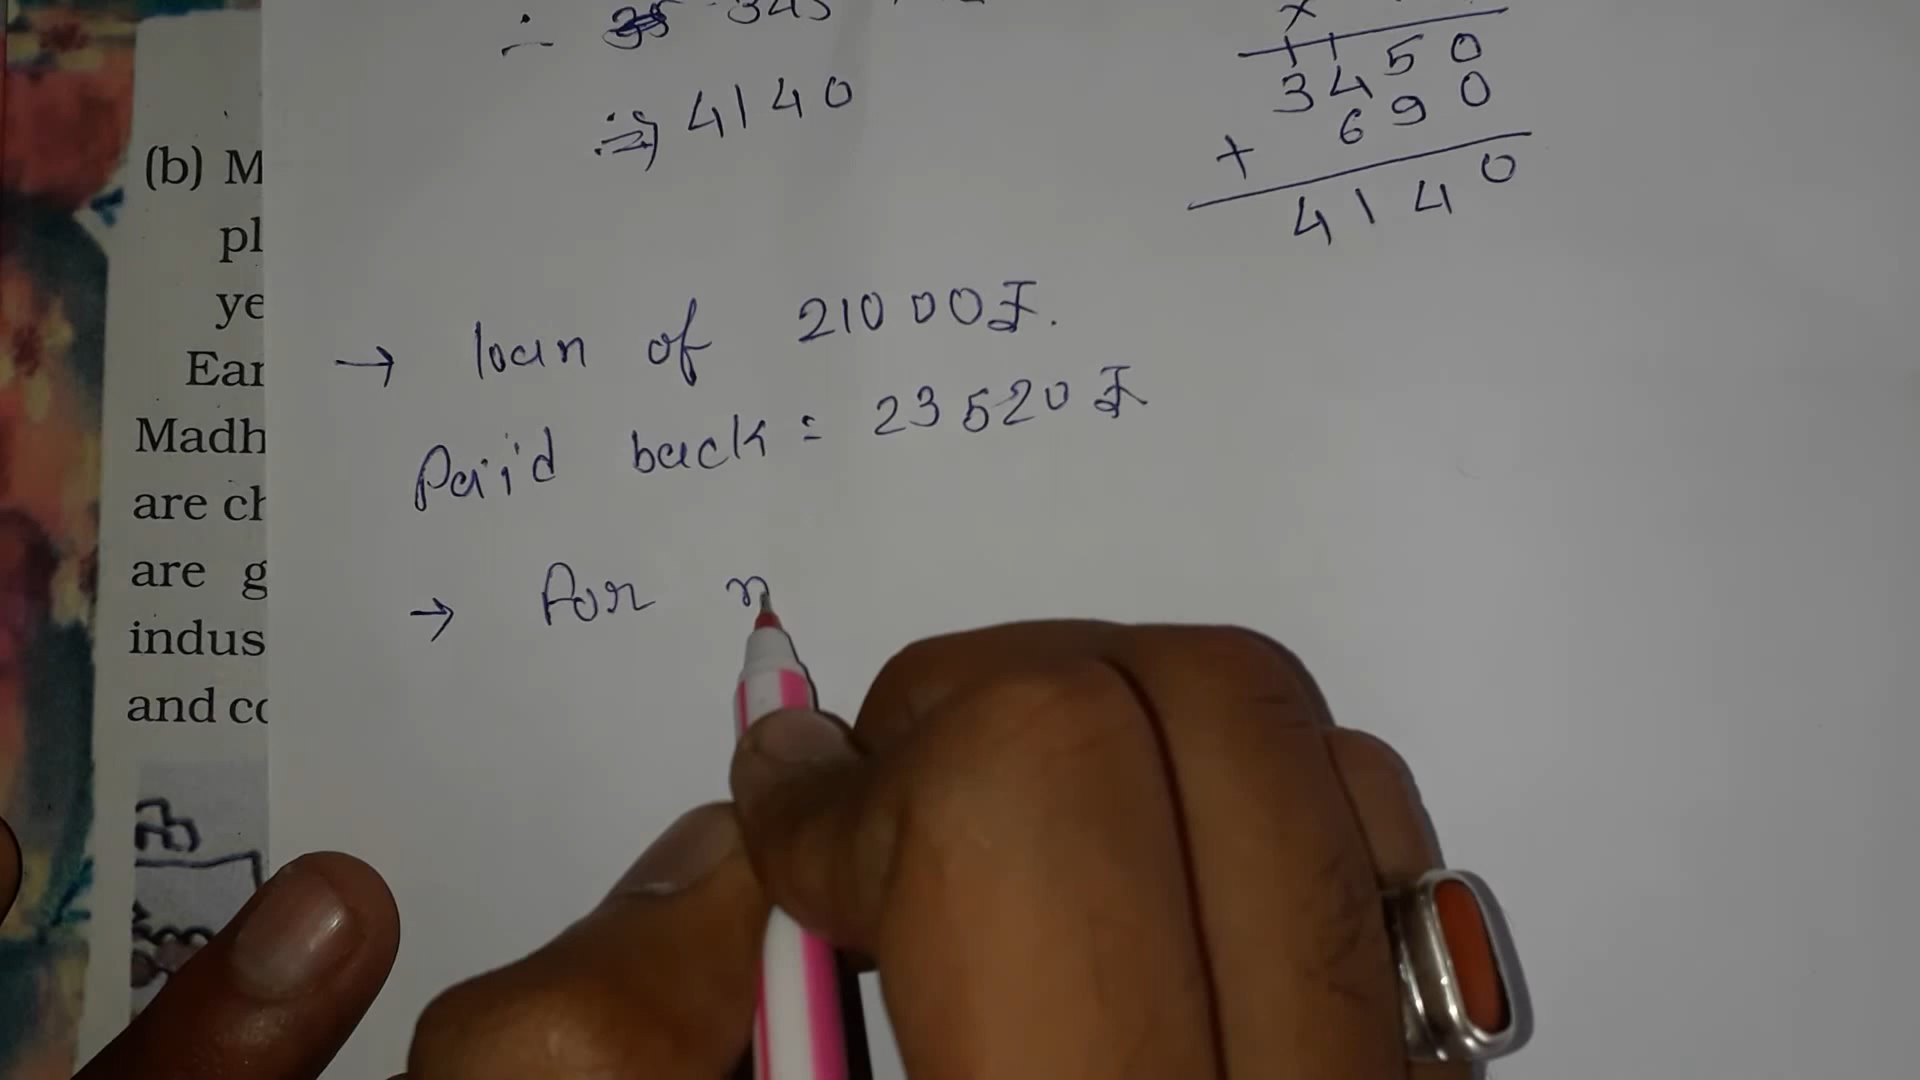 ÷ 345
4140
×
11
3450
690
+
4140
→ loan of 21000₹.
Paid back = 23520₹
→ For n
(b) M
pl
ye
Ear
Madh
are ch
are g
indus
and co